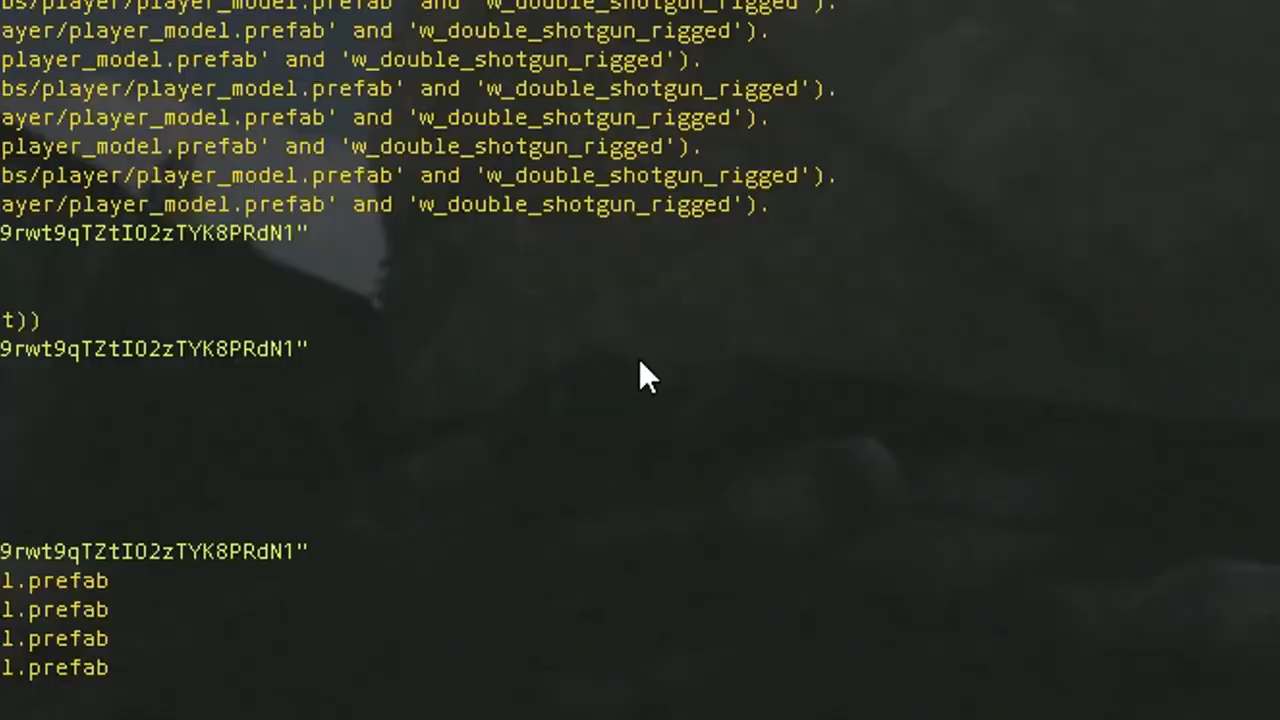 bs/player/player_model.prefab' and 'w_double_shotgun_rigged').
ayer/player_model.prefab' and 'w_double_shotgun_rigged').
player_model.prefab' and 'w_double_shotgun_rigged').
bs/player/player_model.prefab' and 'w_double_shotgun_rigged').
ayer/player_model.prefab' and 'w_double_shotgun_rigged').
player_model.prefab' and 'w_double_shotgun_rigged').
bs/player/player_model.prefab' and 'w_double_shotgun_rigged').
ayer/player_model.prefab' and 'w_double_shotgun_rigged').
9rwt9qTZtIO2zTYK8PRdN1"
t))
9rwt9qTZtIO2zTYK8PRdN1"
9rwt9qTZtIO2zTYK8PRdN1"
l.prefab
l.prefab
l.prefab
l.prefab